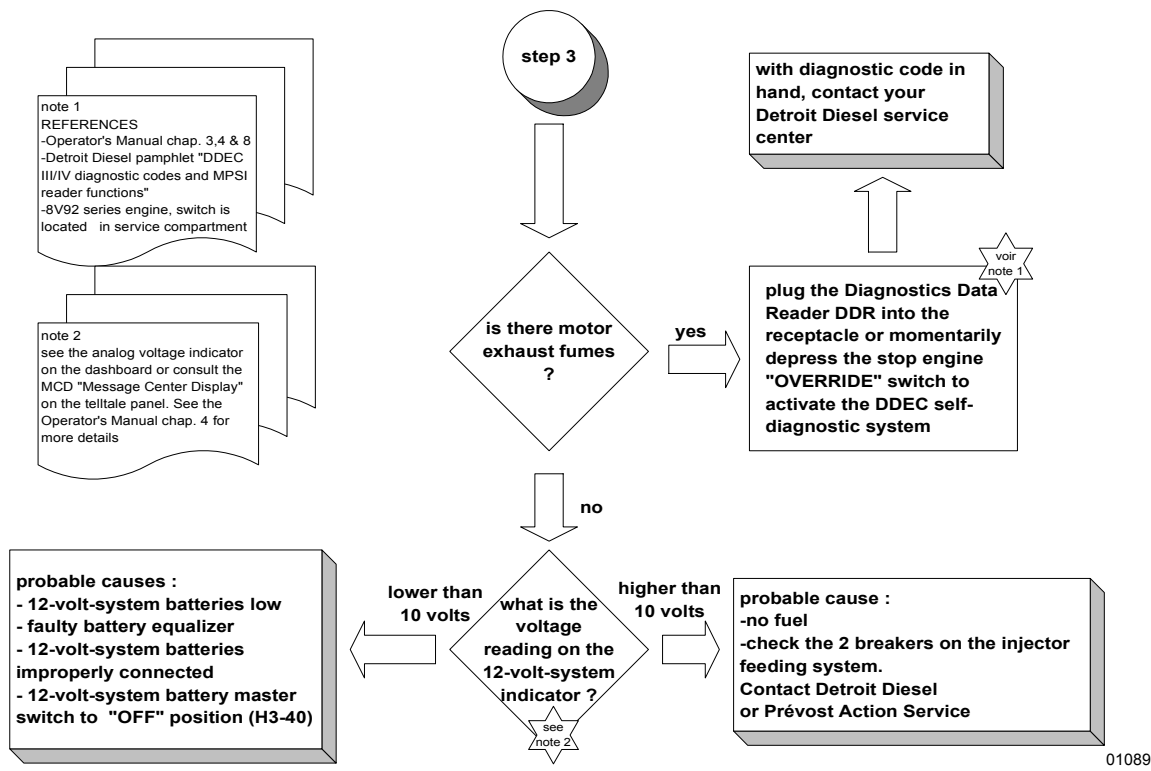 step 3
with diagnostic code in
hand, contact your
Detroit Diesel service
center
note 1
REFERENCES
-Operator's Manual chap. 3,4 & 8
-Detroit Diesel pamphlet "DDEC
III/IV diagnostic codes and MPSI
reader functions"
-8V92 series engine, switch is
located in service compartment
voir
note 1
is there motor
exhaust fumes
?
yes
plug the Diagnostics Data
Reader DDR into the
receptacle or momentarily
depress the stop engine
"OVERRIDE" switch to
activate the DDEC self-
diagnostic system
note 2
see the analog voltage indicator
on the dashboard or consult the
MCD "Message Center Display"
on the telltale panel. See the
Operator's Manual chap. 4 for
more details
no
probable causes :
- 12-volt-system batteries low
- faulty battery equalizer
- 12-volt-system batteries
improperly connected
- 12-volt-system battery master
switch to "OFF" position (H3-40)
lower than
10 volts
what is the
voltage
reading on the
12-volt-system
indicator ?
see
note 2
higher than
10 volts
probable cause :
-no fuel
-check the 2 breakers on the injector
feeding system.
Contact Detroit Diesel
or Prévost Action Service
01089